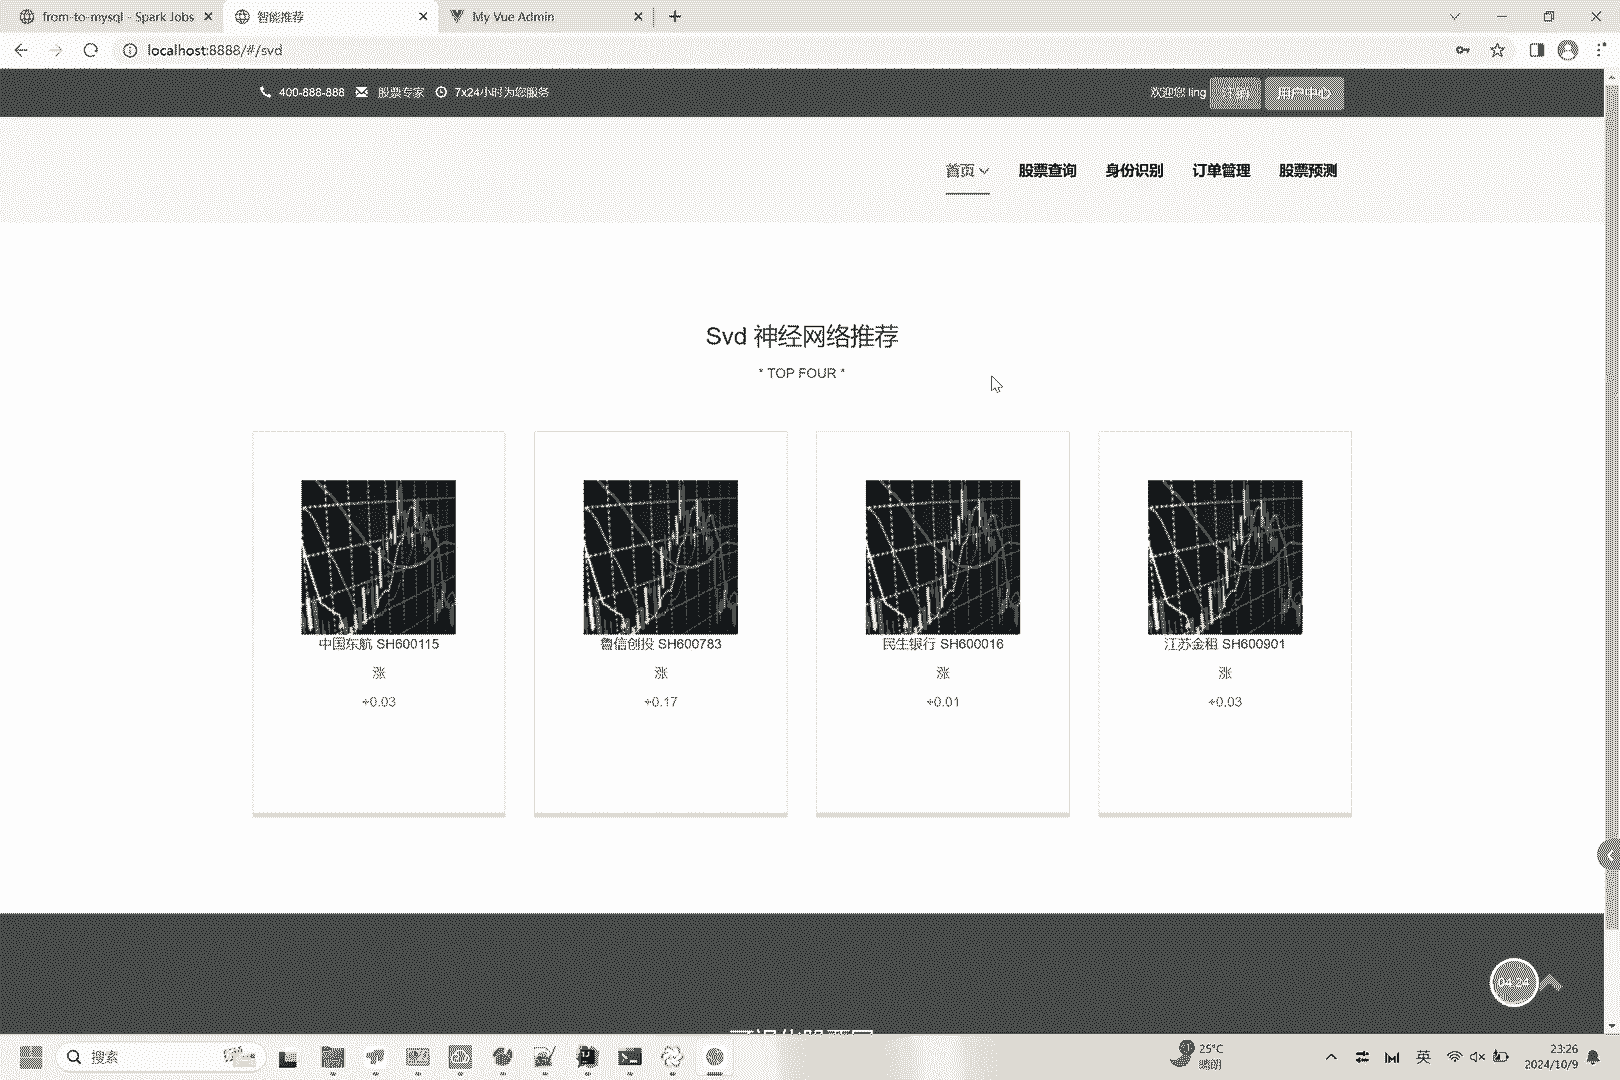 from-to-mysql - Spark Jobs
智能推荐
My Vue Admin
localhost:8888/#/svd
400-888-888 股票专家 7x24小时为您服务
欢迎您 ling
用户中心
首页 股票查询 身份识别 订单管理 股票预测
Svd 神经网络推荐
* TOP FOUR *
中国东航 SH600115
涨
+0.03
鲁信创投 SH600783
涨
+0.17
民生银行 SH600016
涨
+0.01
江苏金租 SH600901
涨
+0.03
04:24
搜索
25°C
晴朗
英
23:26
2024/10/9